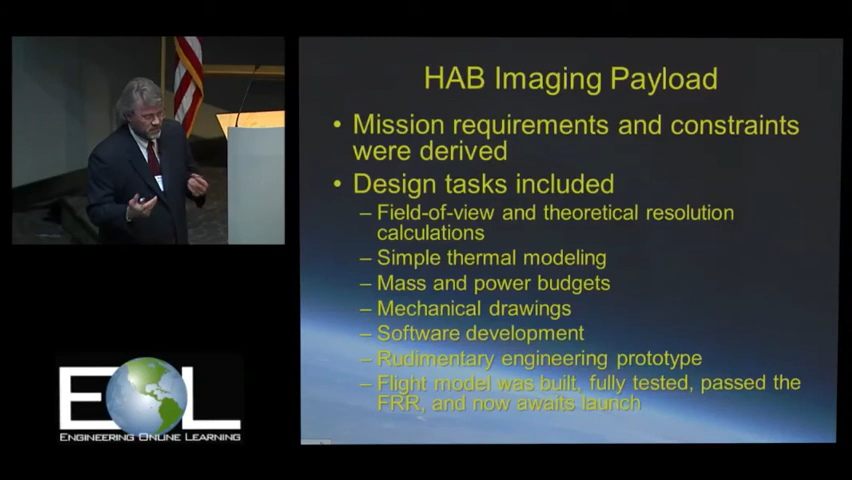 HAB Imaging Payload
• Mission requirements and constraints
were derived
• Design tasks included
– Field-of-view and theoretical resolution
calculations
– Simple thermal modeling
– Mass and power budgets
– Mechanical drawings
– Software development
– Rudimentary engineering prototype
– Flight model was built, fully tested, passed the
FRR, and now awaits launch
EOL
ENGINEERING ONLINE LEARNING